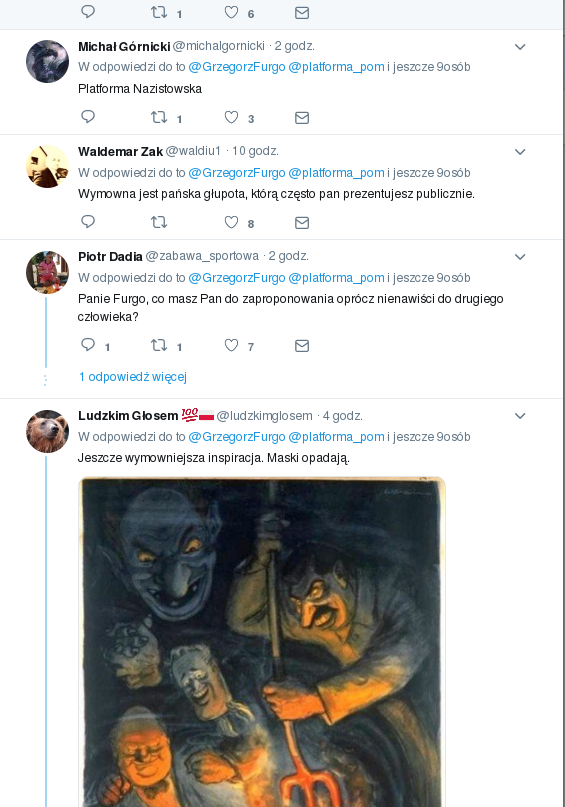 1 6
Michał Górnicki @michalgornicki · 2 godz.
W odpowiedzi do to @GrzegorzFurgo @platforma_pom i jeszcze 9osób
Platforma Nazistowska
1 3
Waldemar Zak @waldiu1 · 10 godz.
W odpowiedzi do to @GrzegorzFurgo @platforma_pom i jeszcze 9osób
Wymowna jest pańska głupota, którą często pan prezentujesz publicznie.
8
Piotr Dadia @zabawa_sportowa · 2 godz.
W odpowiedzi do to @GrzegorzFurgo @platforma_pom i jeszcze 9osób
Panie Furgo, co masz Pan do zaproponowania oprócz nienawiści do drugiego
człowieka?
1 1 7
1 odpowiedź więcej
Ludzkim Głosem 💯🇵🇱 @ludzkimglosem · 4 godz.
W odpowiedzi do to @GrzegorzFurgo @platforma_pom i jeszcze 9osób
Jeszcze wymowniejsza inspiracja. Maski opadają.